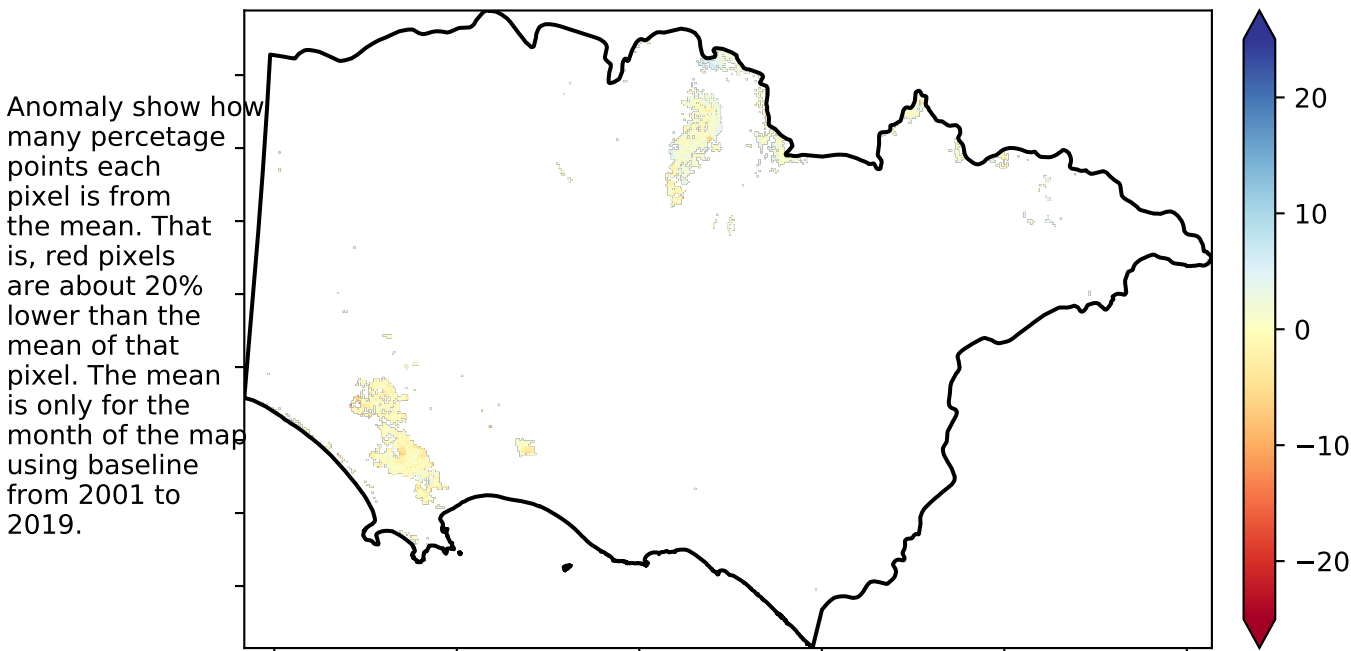 Anomaly show how
many percetage
points each
pixel is from
the mean. That
is, red pixels
are about 20%
lower than the
mean of that
pixel. The mean
is only for the
month of the map
using baseline
from 2001 to
2019.
20
10
0
−10
−20